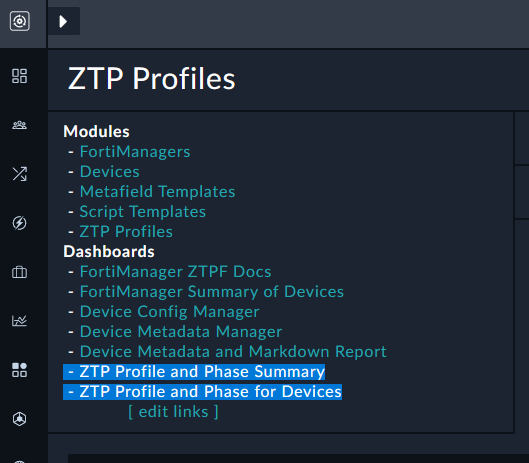 ZTP Profiles
Modules
- FortiManagers
- Devices
- Metafield Templates
- Script Templates
- ZTP Profiles
Dashboards
- FortiManager ZTPF Docs
- FortiManager Summary of Devices
- Device Config Manager
- Device Metadata Manager
- Device Metadata and Markdown Report
- ZTP Profile and Phase Summary
- ZTP Profile and Phase for Devices
[ edit links ]